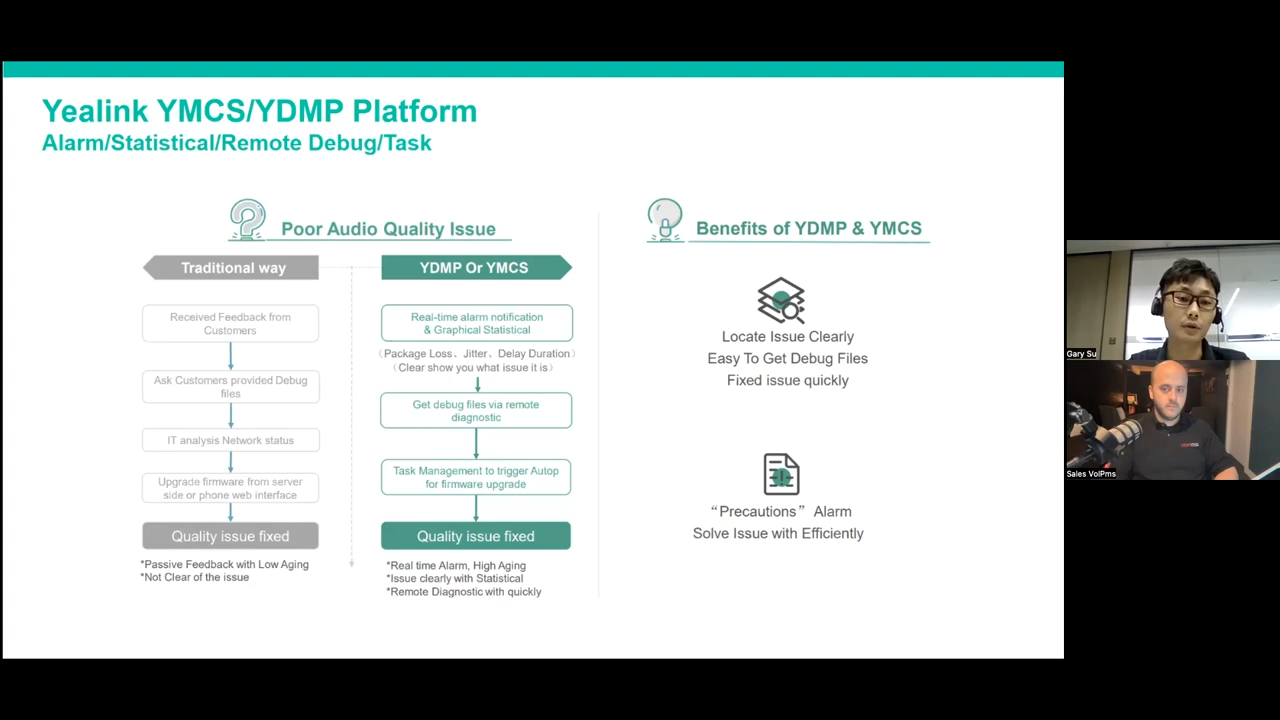 Yealink YMCS/YDMP Platform
Alarm/Statistical/Remote Debug/Task
Poor Audio Quality Issue
Traditional way
Received Feedback from
Customers
Ask Customers provided Debug
files
IT analysis Network status
Upgrade firmware from server
side or phone web interface
Quality issue fixed
*Passive Feedback with Low Aging
*Not Clear of the issue
YDMP Or YMCS
Real-time alarm notification
& Graphical Statistical
（Package Loss、Jitter、Delay Duration）
（Clear show you what issue it is）
Get debug files via remote
diagnostic
Task Management to trigger Autop
for firmware upgrade
Quality issue fixed
*Real time Alarm, High Aging
*Issue clearly with Statistical
*Remote Diagnostic with quickly
Benefits of YDMP & YMCS
Locate Issue Clearly
Easy To Get Debug Files
Fixed issue quickly
“Precautions” Alarm
Solve Issue with Efficiently
Gary Su
Sales VoIPms